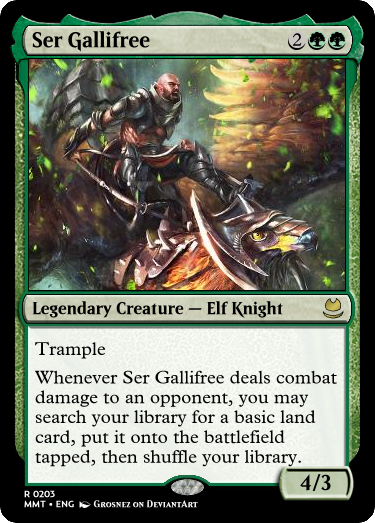 Ser Gallifree 2
Legendary Creature — Elf Knight
Trample
Whenever Ser Gallifree deals combat
damage to an opponent, you may
search your library for a basic land
card, put it onto the battlefield
tapped, then shuffle your library.
4/3
R 0203
MMT • ENG Grosnez on DeviantArt